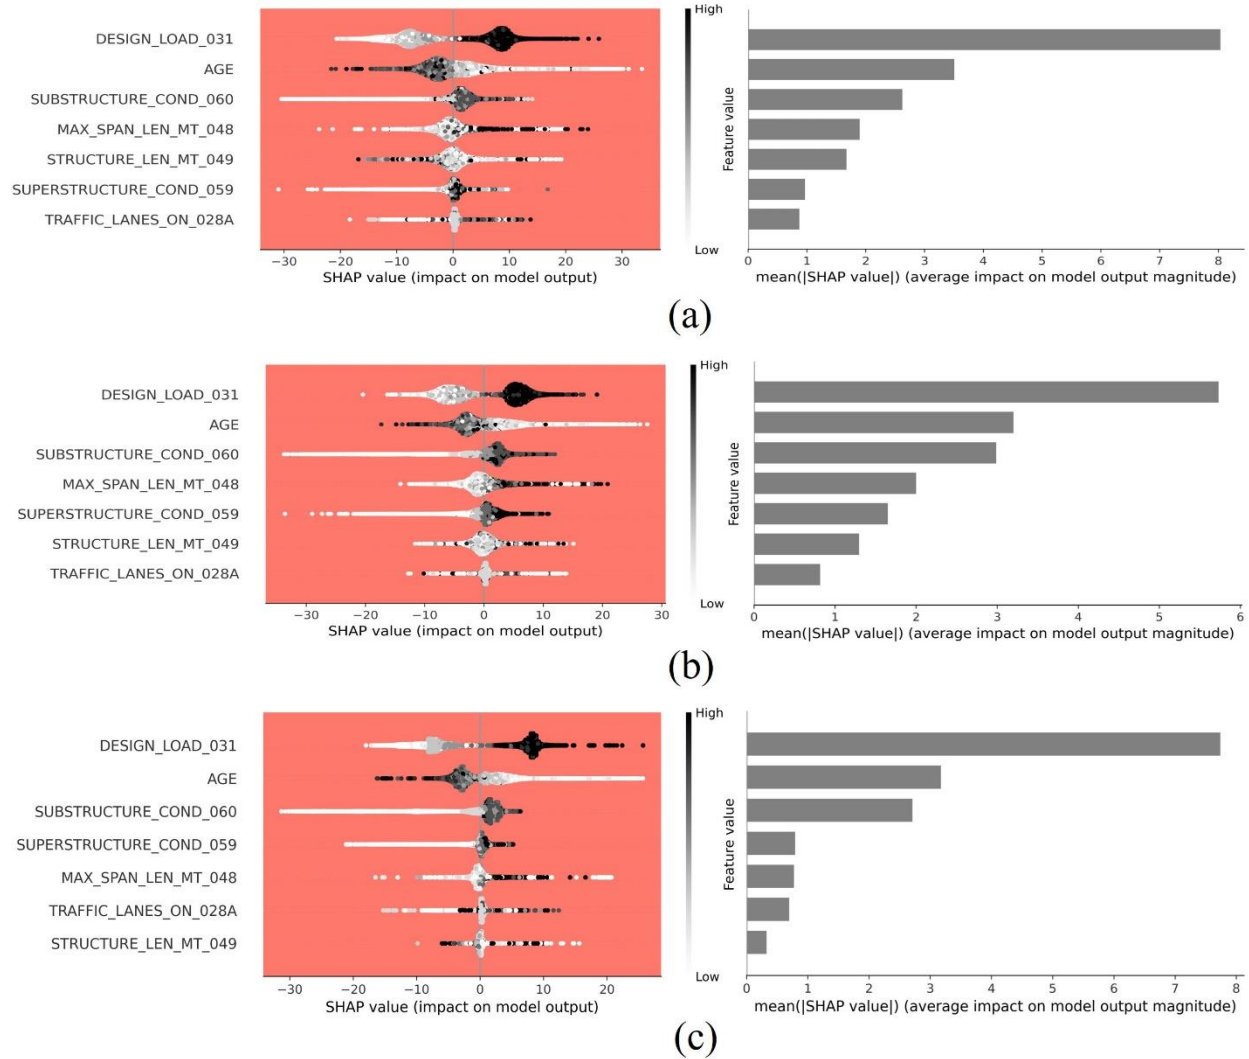 High
DESIGN_LOAD_031
AGE
SUBSTRUCTURE_COND_060
MAX_SPAN_LEN_MT_048
STRUCTURE_LEN_MT_049
SUPERSTRUCTURE_COND_059
TRAFFIC_LANES_ON_028A
Feature value
Low
−30 −20 −10 0 10 20 30
SHAP value (impact on model output)
0 1 2 3 4 5 6 7 8
mean(|SHAP value|) (average impact on model output magnitude)
(a)
High
DESIGN_LOAD_031
AGE
SUBSTRUCTURE_COND_060
MAX_SPAN_LEN_MT_048
SUPERSTRUCTURE_COND_059
STRUCTURE_LEN_MT_049
TRAFFIC_LANES_ON_028A
Feature value
Low
−30 −20 −10 0 10 20 30
SHAP value (impact on model output)
0 1 2 3 4 5 6
mean(|SHAP value|) (average impact on model output magnitude)
(b)
High
DESIGN_LOAD_031
AGE
SUBSTRUCTURE_COND_060
SUPERSTRUCTURE_COND_059
MAX_SPAN_LEN_MT_048
TRAFFIC_LANES_ON_028A
STRUCTURE_LEN_MT_049
Feature value
Low
−30 −20 −10 0 10 20
SHAP value (impact on model output)
0 1 2 3 4 5 6 7 8
mean(|SHAP value|) (average impact on model output magnitude)
(c)